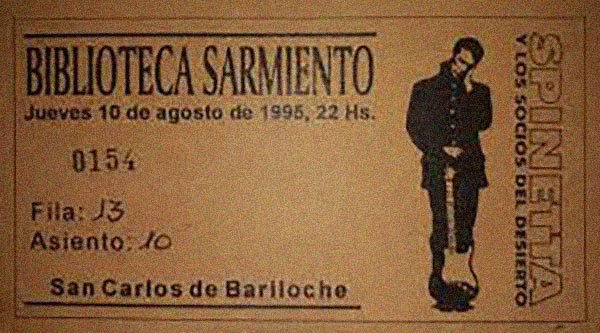 BIBLIOTECA SARMIENTO
Jueves 10 de agosto de 1995, 22 Hs.
0154
Fila: 13
Asiento: 10
San Carlos de Bariloche
SPINETTA
Y LOS SOCIOS DEL DESIERTO